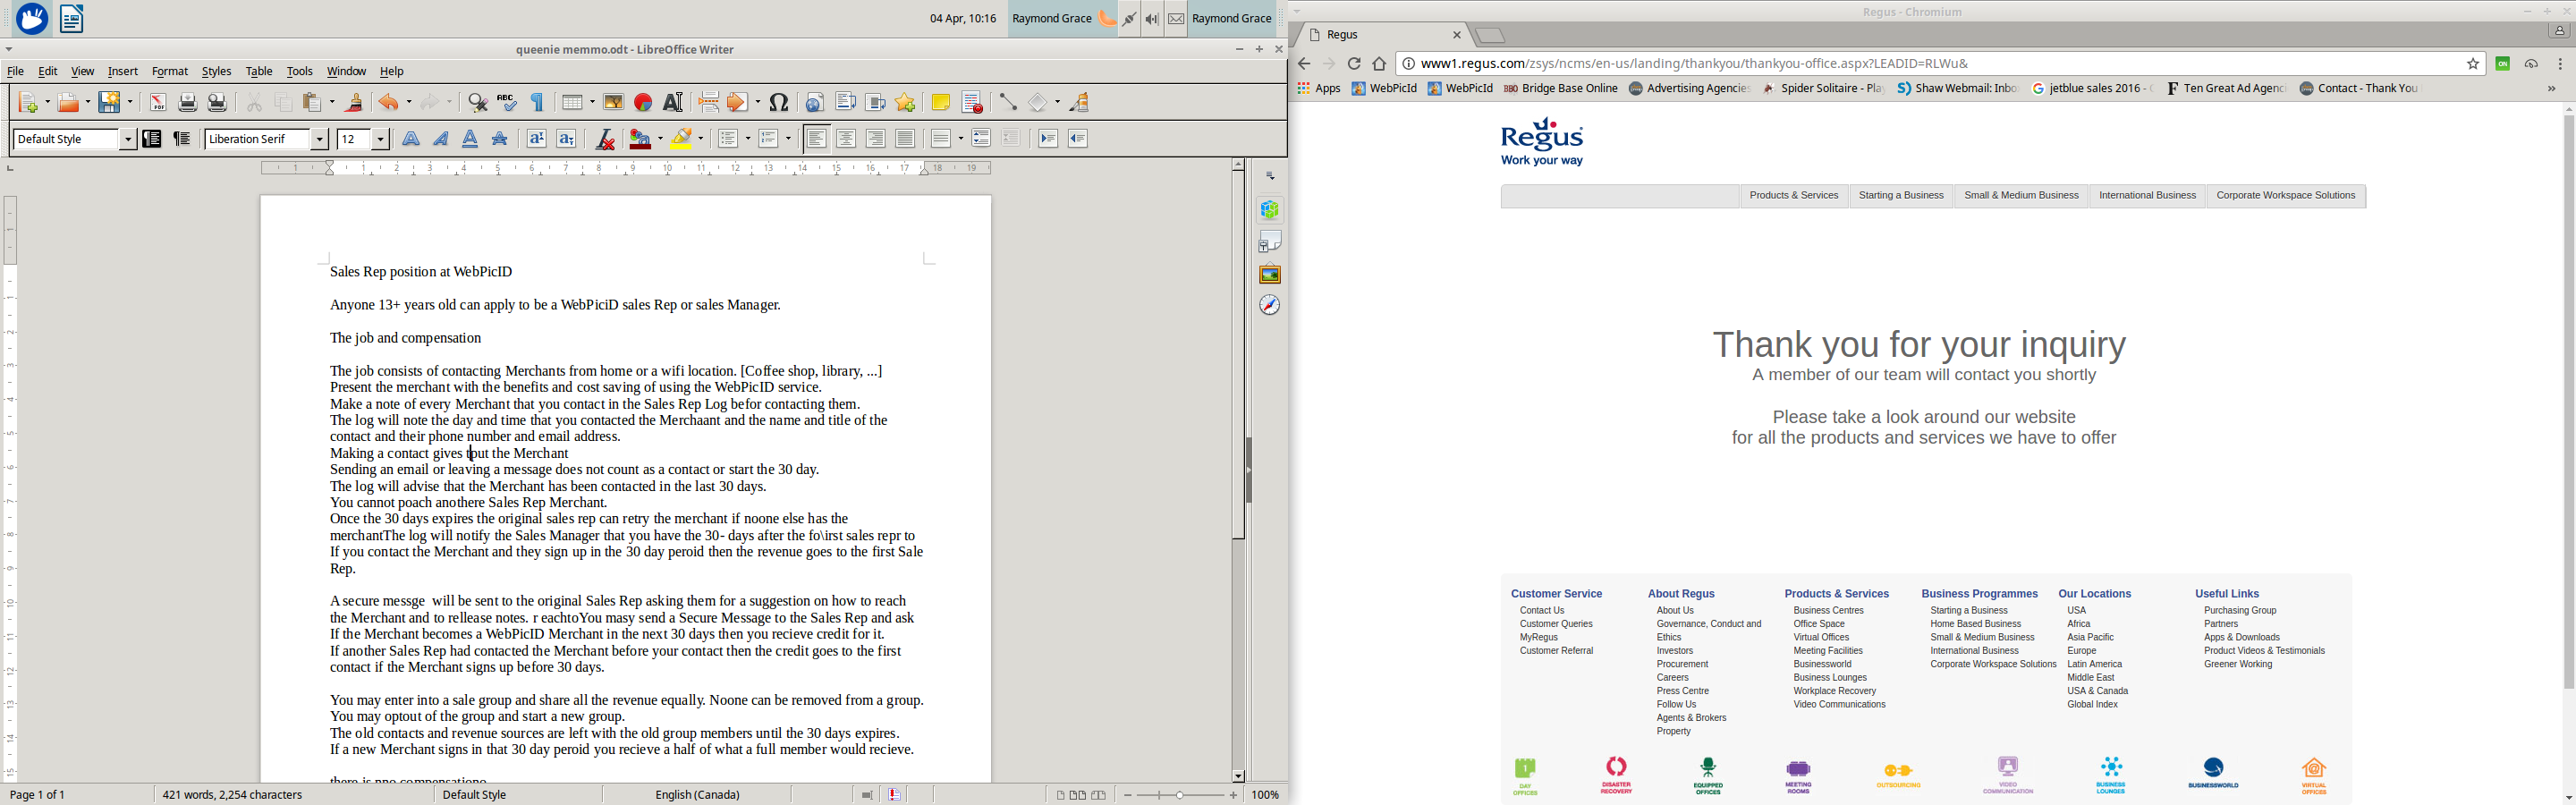 04 Apr, 10:16 Raymond Grace Raymond Grace
queenie memmo.odt - LibreOffice Writer
File Edit View Insert Format Styles Table Tools Window Help
Default Style Liberation Serif 12
1 1 2 3 4 5 6 7 8 9 10 11 12 13 14 15 16 17 18 19
Sales Rep position at WebPicID
Anyone 13+ years old can apply to be a WebPiciD sales Rep or sales Manager.
The job and compensation
The job consists of contacting Merchants from home or a wifi location. [Coffee shop, library, ...]
Present the merchant with the benefits and cost saving of using the WebPicID service.
Make a note of every Merchant that you contact in the Sales Rep Log befor contacting them.
The log will note the day and time that you contacted the Merchaant and the name and title of the
contact and their phone number and email address.
Making a contact gives tput the Merchant
Sending an email or leaving a message does not count as a contact or start the 30 day.
The log will advise that the Merchant has been contacted in the last 30 days.
You cannot poach anothere Sales Rep Merchant.
Once the 30 days expires the original sales rep can retry the merchant if noone else has the
merchantThe log will notify the Sales Manager that you have the 30- days after the fo\irst sales repr to
If you contact the Merchant and they sign up in the 30 day peroid then the revenue goes to the first Sale
Rep.
A secure messge  will be sent to the original Sales Rep asking them for a suggestion on how to reach
the Merchant and to rellease notes. r eachtoYou masy send a Secure Message to the Sales Rep and ask
If the Merchant becomes a WebPicID Merchant in the next 30 days then you recieve credit for it.
If another Sales Rep had contacted the Merchant before your contact then the credit goes to the first
contact if the Merchant signs up before 30 days.
You may enter into a sale group and share all the revenue equally. Noone can be removed from a group.
You may optout of the group and start a new group.
The old contacts and revenue sources are left with the old group members until the 30 days expires.
If a new Merchant signs in that 30 day peroid you recieve a half of what a full member would recieve.
there is nno compensationo
Page 1 of 1 421 words, 2,254 characters Default Style English (Canada) 100%
Regus - Chromium
Regus
www1.regus.com/zsys/ncms/en-us/landing/thankyou/thankyou-office.aspx?LEADID=RLWu&
Apps WebPicId WebPicId Bridge Base Online Advertising Agencies Spider Solitaire - Play Shaw Webmail: Inbo jetblue sales 2016 - Ten Great Ad Agenci Contact - Thank You
Regus
Work your way
Products & Services Starting a Business Small & Medium Business International Business Corporate Workspace Solutions
Thank you for your inquiry
A member of our team will contact you shortly
Please take a look around our website
for all the products and services we have to offer
Customer Service
Contact Us
Customer Queries
MyRegus
Customer Referral
About Regus
About Us
Governance, Conduct and
Ethics
Investors
Procurement
Careers
Press Centre
Follow Us
Agents & Brokers
Property
Products & Services
Business Centres
Office Space
Virtual Offices
Meeting Facilities
Businessworld
Business Lounges
Workplace Recovery
Video Communications
Business Programmes
Starting a Business
Home Based Business
Small & Medium Business
International Business
Corporate Workspace Solutions
Our Locations
USA
Africa
Asia Pacific
Europe
Latin America
Middle East
USA & Canada
Global Index
Useful Links
Purchasing Group
Partners
Apps & Downloads
Product Videos & Testimonials
Greener Working
DAY OFFICES
DISASTER RECOVERY
EQUIPPED OFFICES
MEETING ROOMS
OUTSOURCING
VIDEO COMMUNICATION
BUSINESS LOUNGES
BUSINESSWORLD
VIRTUAL OFFICES